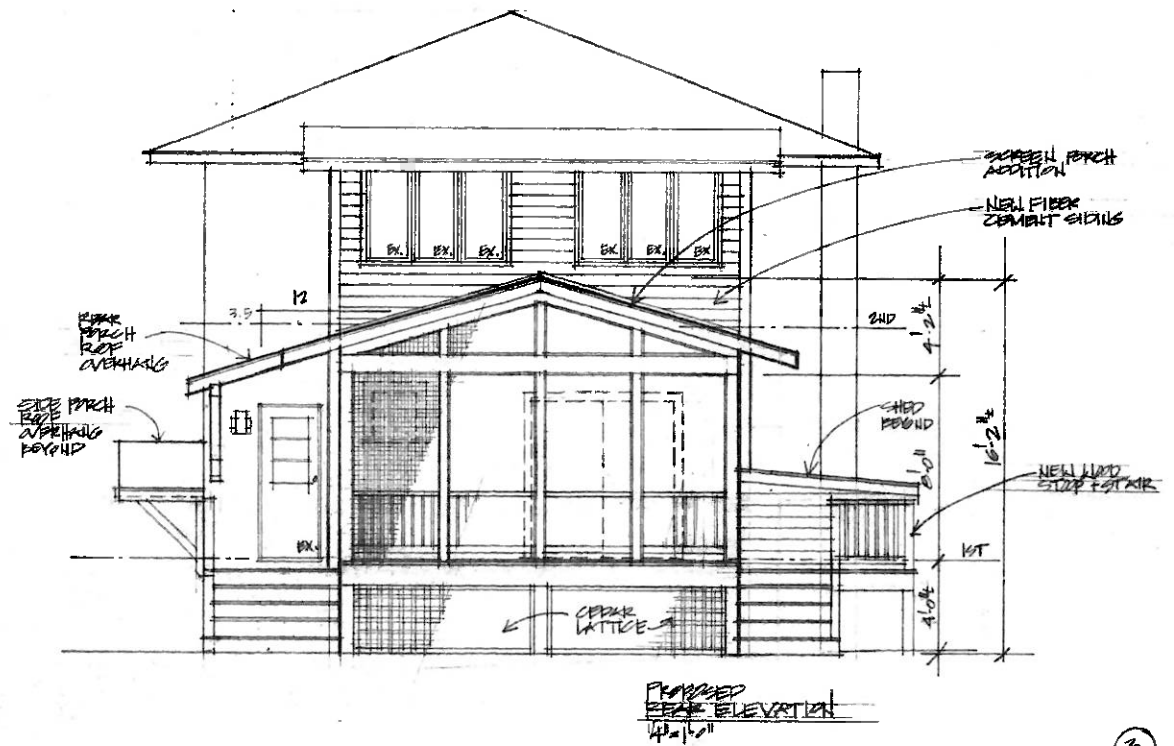 SCREEN PORCH
ADDITION
NEW FIBER
CEMENT SIDING
EX. EX. EX. EX EX. EX
12
3.5
2ND
4'-2"±
REAR
PORCH
ROOF
OVERHANG
SIDE PORCH
ROOF
OVERHANG
BEYOND
SHED
BEYOND
8'-0"
16'-2"±
NEW WOOD
STOOP + STAIR
EX.
1ST
4'-0"±
CEDAR
LATTICE
PROPOSED
REAR ELEVATION
1/4"=1'-0"
3